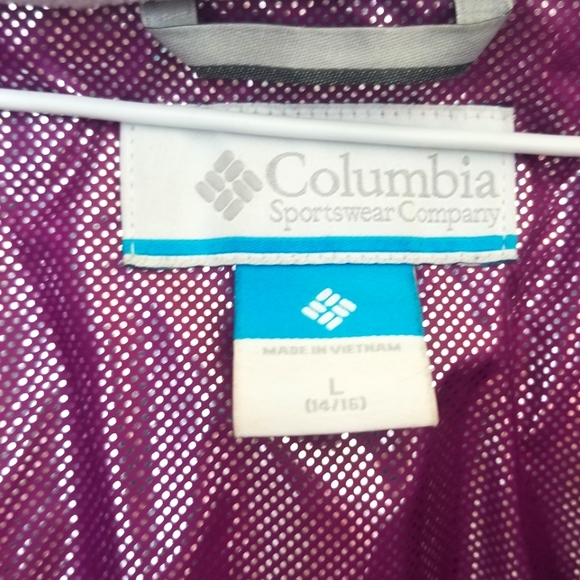 Columbia
Sportswear Company
MADE IN VIETNAM
L
(14/16)